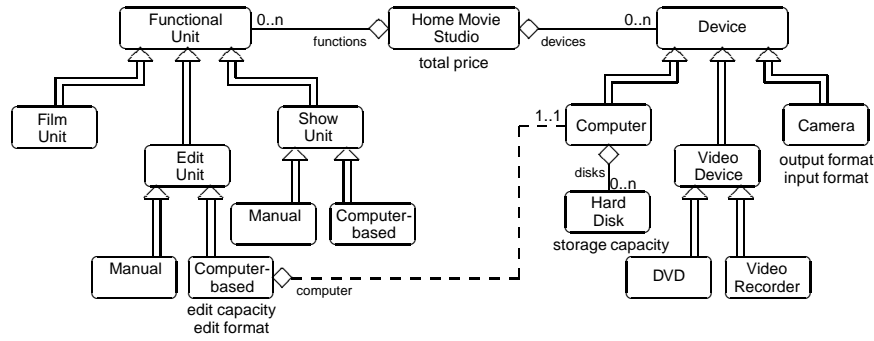 Functional
Unit
0..n
functions
Home Movie
Studio
total price
devices
0..n
Device
Film
Unit
Show
Unit
1..1
Computer
Camera
output format
input format
Edit
Unit
disks
0..n
Video
Device
Manual
Computer-
based
Hard
Disk
storage capacity
Manual
Computer-
based
computer
edit capacity
edit format
DVD
Video
Recorder